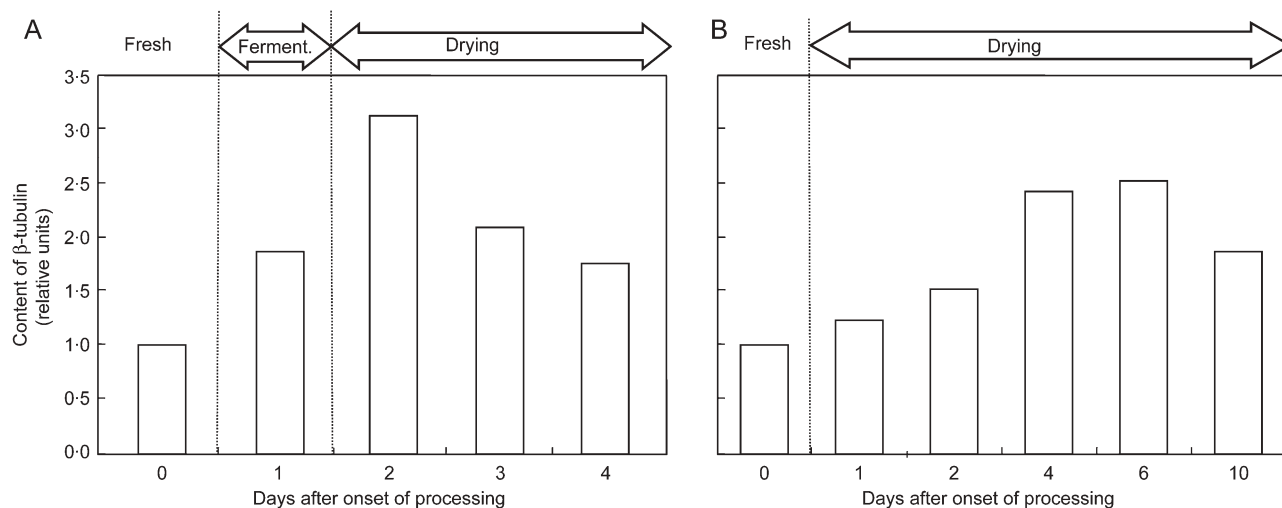 A
Fresh
Ferment.
Drying
B
Fresh
Drying
Content of β-tubulin
(relative units)
3·5
3·0
2·5
2·0
1·5
1·0
0·5
0·0
0 1 2 3 4
Days after onset of processing
0 1 2 4 6 10
Days after onset of processing